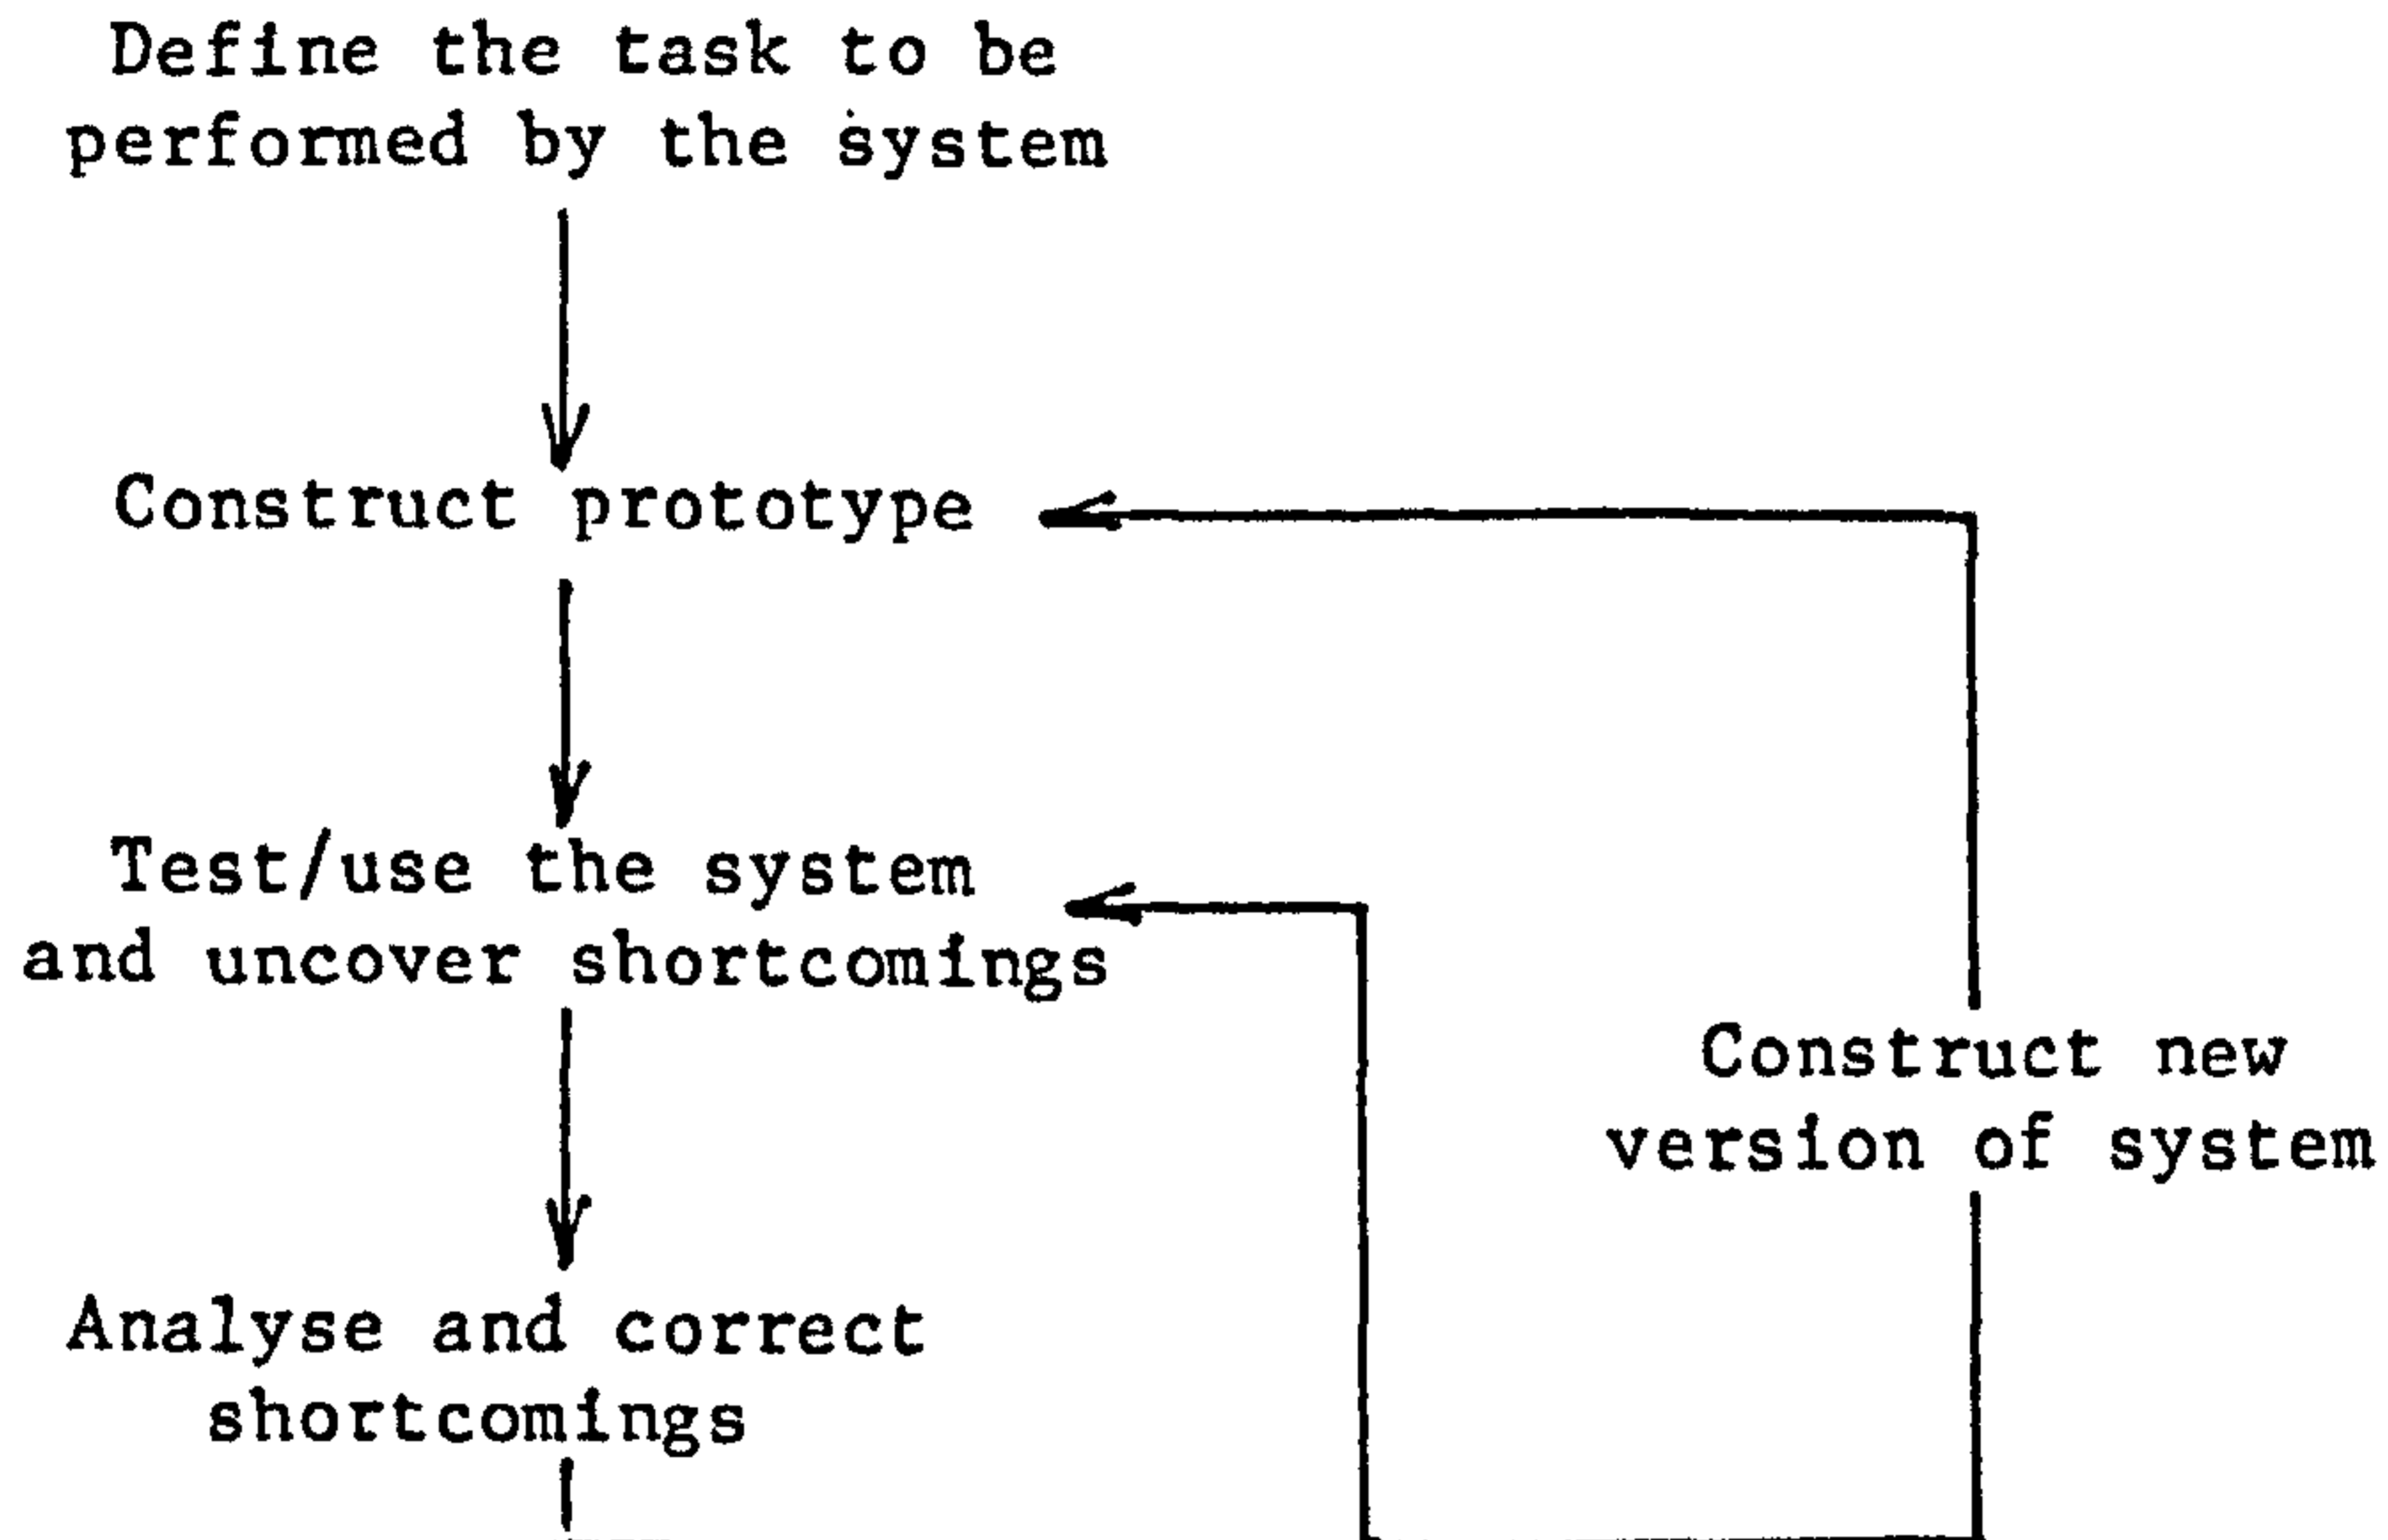 Define the task to be
performed by the system
Construct prototype
Test/use the system
and uncover shortcomings
Construct new
version of system
Analyse and correct
shortcomings